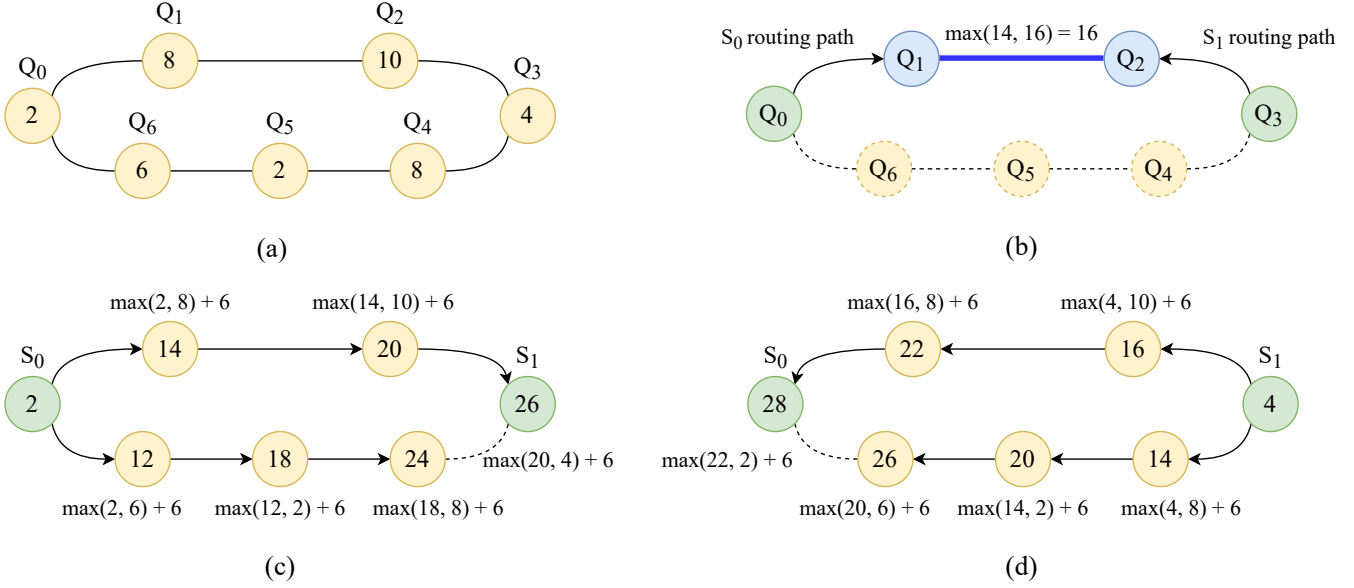 Q0
Q1
Q2
Q3
Q6
Q5
Q4
2
8
10
4
6
2
8
(a)
S0 routing path
max(14, 16) = 16
S1 routing path
Q0
Q1
Q2
Q3
Q6
Q5
Q4
(b)
max(2, 8) + 6
max(14, 10) + 6
S0
S1
2
14
20
26
12
18
24
max(20, 4) + 6
max(2, 6) + 6
max(12, 2) + 6
max(18, 8) + 6
(c)
max(16, 8) + 6
max(4, 10) + 6
S0
S1
28
22
16
4
26
20
14
max(22, 2) + 6
max(20, 6) + 6
max(14, 2) + 6
max(4, 8) + 6
(d)